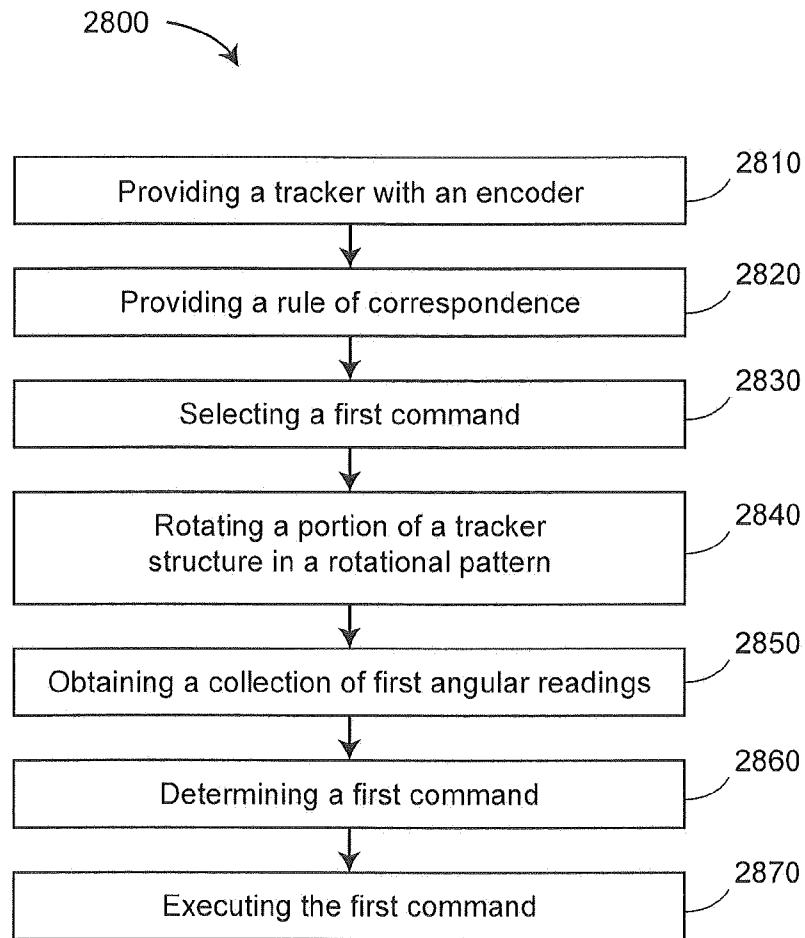 2800
2810
Providing a tracker with an encoder
2820
Providing a rule of correspondence
2830
Selecting a first command
2840
Rotating a portion of a tracker
structure in a rotational pattern
2850
Obtaining a collection of first angular readings
2860
Determining a first command
2870
Executing the first command